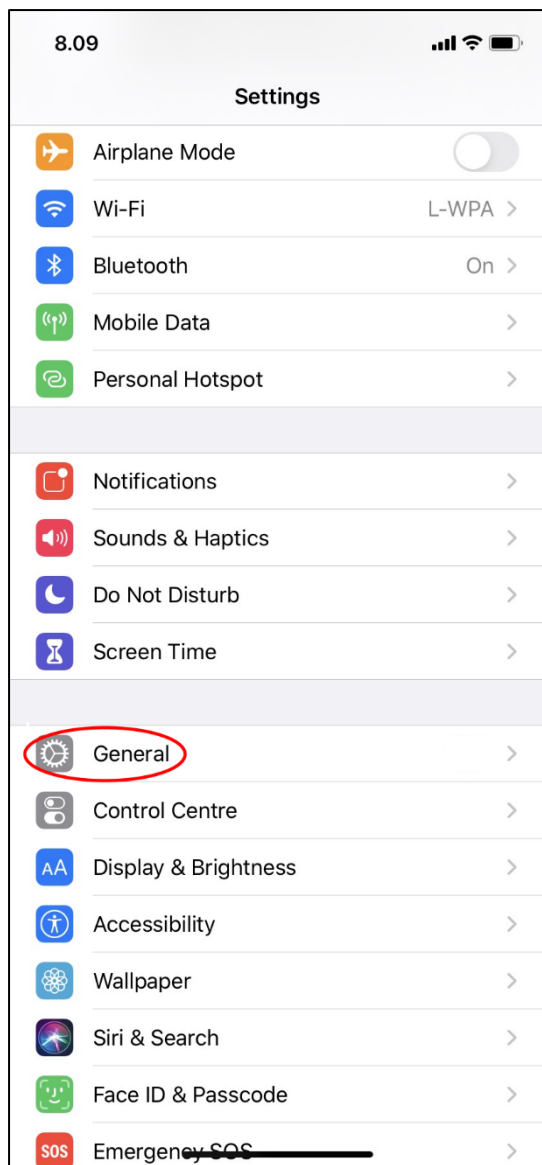 8.09
Settings
Airplane Mode
Wi-Fi L-WPA
Bluetooth On
Mobile Data
Personal Hotspot
Notifications
Sounds & Haptics
Do Not Disturb
Screen Time
General
Control Centre
AA Display & Brightness
Accessibility
Wallpaper
Siri & Search
Face ID & Passcode
SOS Emergency SOS